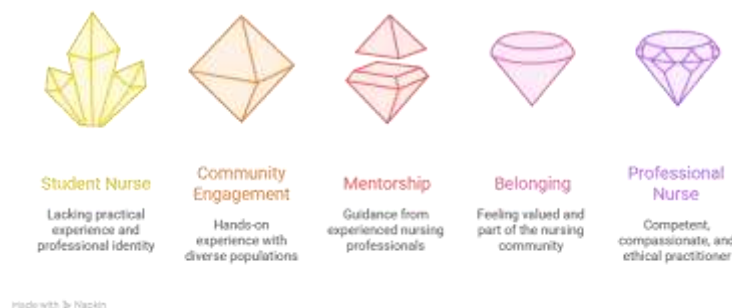 Student Nurse
Lacking practical
experience and
professional identity
Community
Engagement
Hands-on
experience with
diverse populations
Mentorship
Guidance from
experienced nursing
professionals
Belonging
Feeling valued and
part of the nursing
community
Professional
Nurse
Competent,
compassionate, and
ethical practitioner
made with Napkin